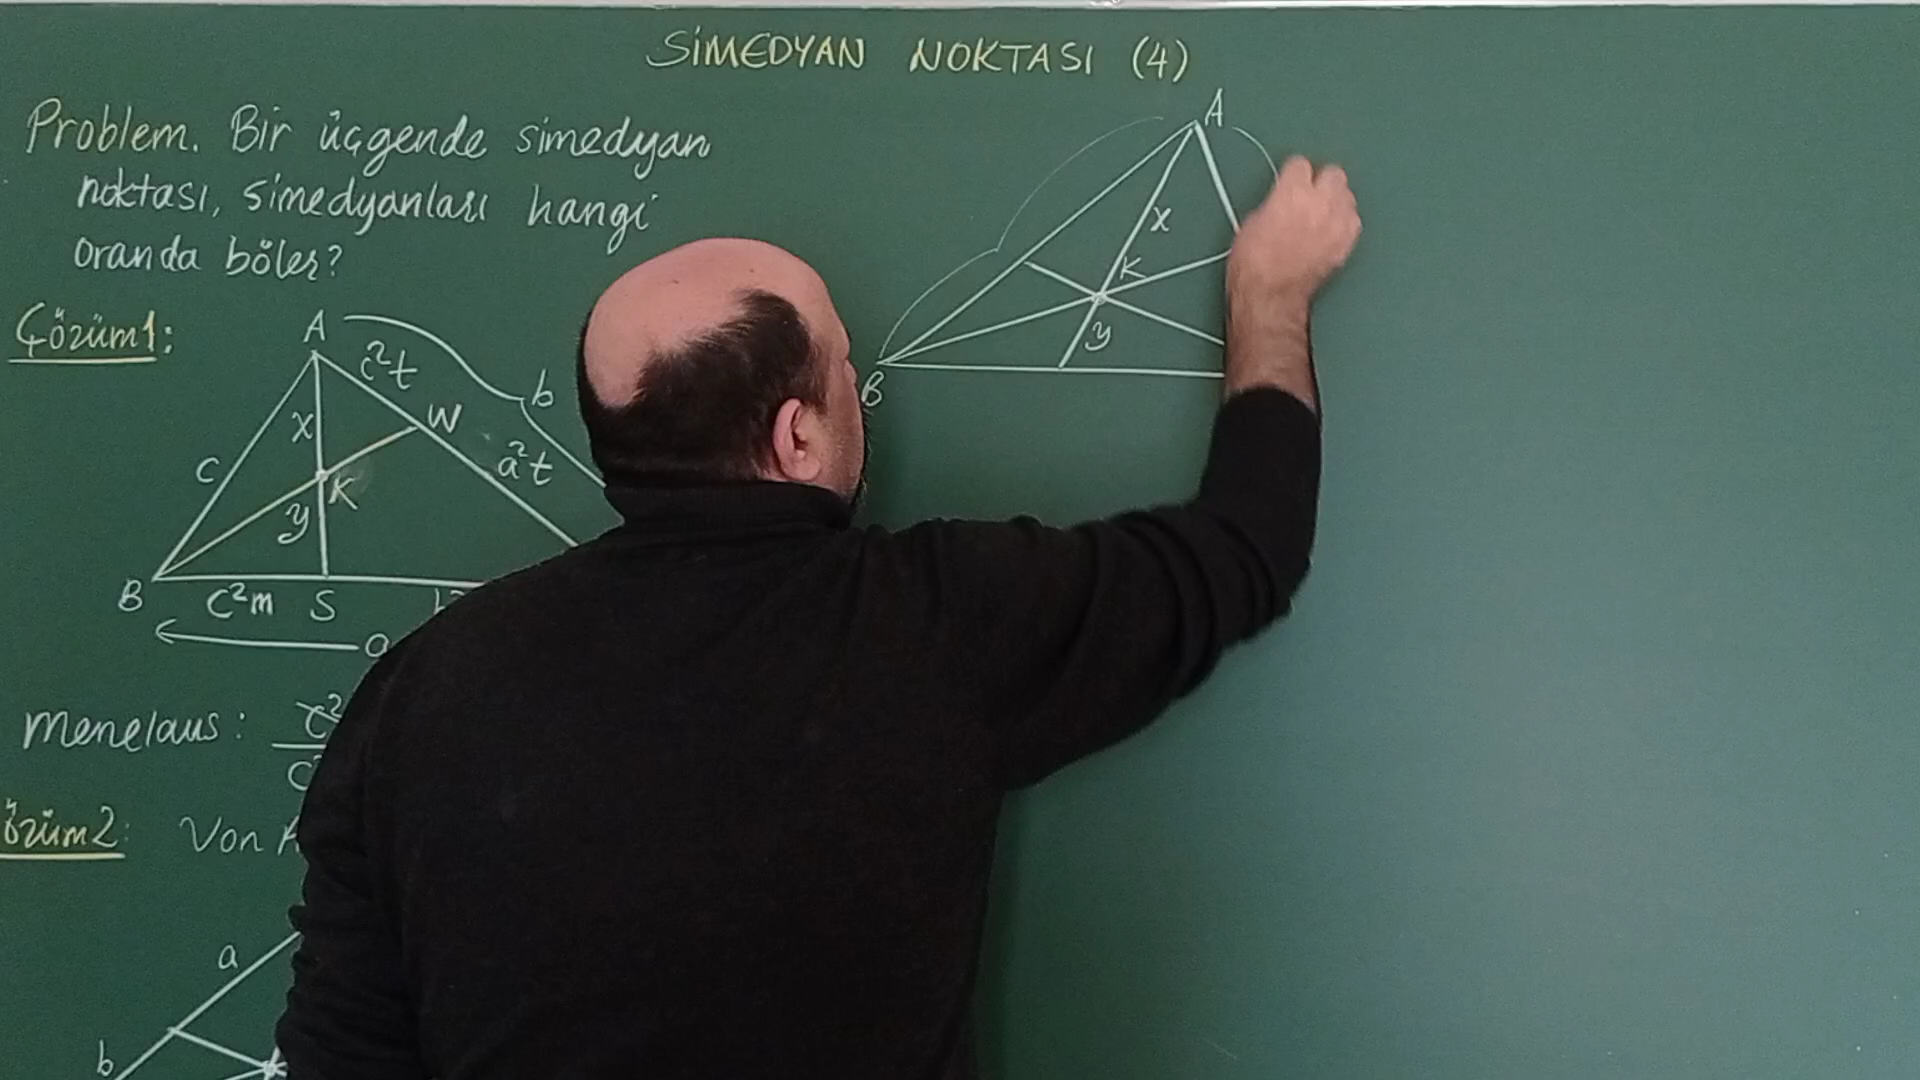 SİMEDYAN NOKTASI (4)
Problem. Bir üçgende simedyan
noktası, simedyanları hangi
oranda böler?
Çözüm1:
A
c²t
b
W
x
a²t
c
K
y
B
c²m
S
a
Menelaus:
özüm2: Von
a
b
A
x
K
y
B